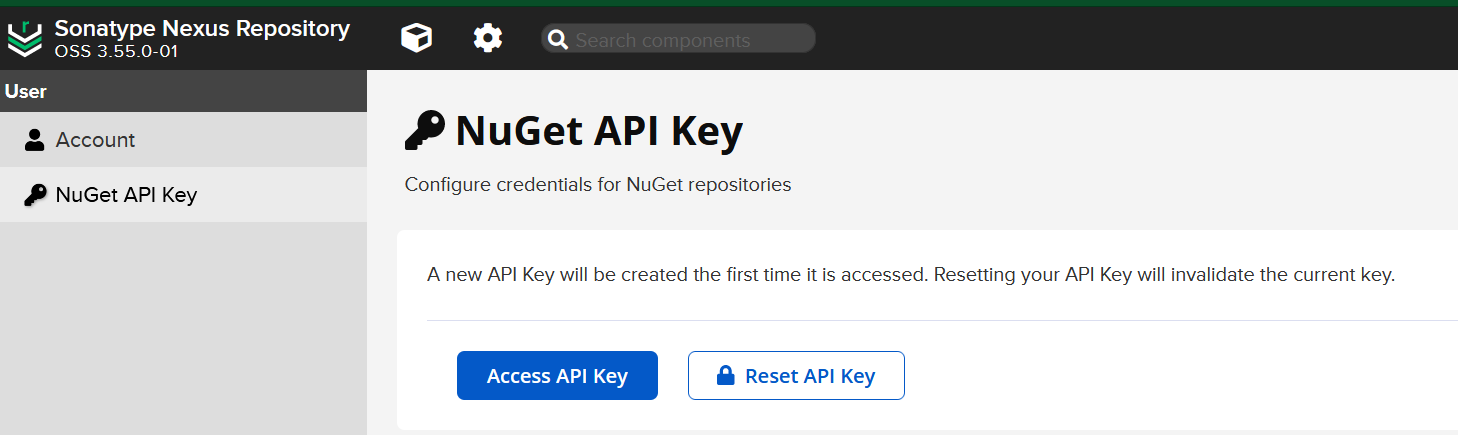 Sonatype Nexus Repository
OSS 3.55.0-01
Search components
User
Account
NuGet API Key
NuGet API Key
Configure credentials for NuGet repositories
A new API Key will be created the first time it is accessed. Resetting your API Key will invalidate the current key.
Access API Key
Reset API Key